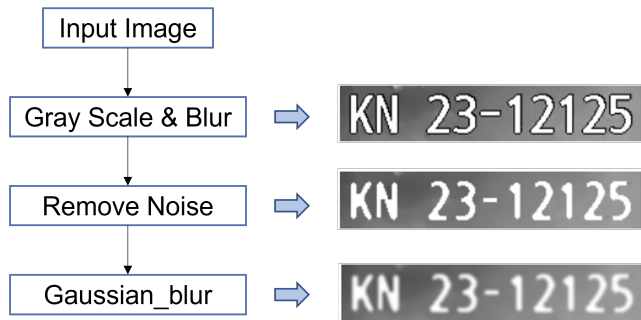 Input Image
Gray Scale & Blur
KN 23-12125
Remove Noise
KN 23-12125
Gaussian_blur
KN 23-12125